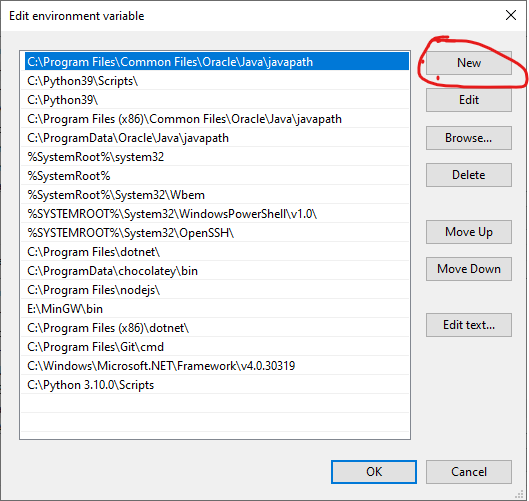 Edit environment variable
C:\Program Files\Common Files\Oracle\Java\javapath
C:\Python39\Scripts\
C:\Python39\
C:\Program Files (x86)\Common Files\Oracle\Java\javapath
C:\ProgramData\Oracle\Java\javapath
%SystemRoot%\system32
%SystemRoot%
%SystemRoot%\System32\Wbem
%SYSTEMROOT%\System32\WindowsPowerShell\v1.0\
%SYSTEMROOT%\System32\OpenSSH\
C:\Program Files\dotnet\
C:\ProgramData\chocolatey\bin
C:\Program Files\nodejs\
E:\MinGW\bin
C:\Program Files (x86)\dotnet\
C:\Program Files\Git\cmd
C:\Windows\Microsoft.NET\Framework\v4.0.30319
C:\Python 3.10.0\Scripts
New
Edit
Browse...
Delete
Move Up
Move Down
Edit text...
OK
Cancel